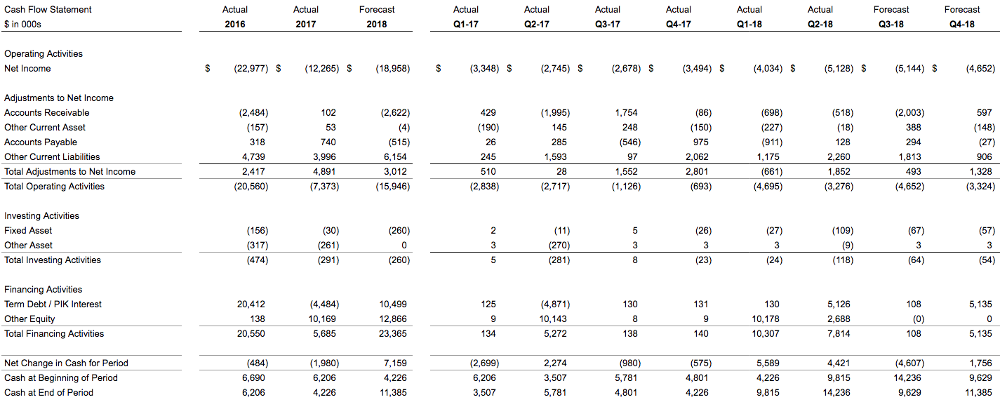 Cash Flow Statement Actual Actual Forecast Actual Actual Actual Actual Actual Actual Forecast Forecast
$ in 000s 2016 2017 2018 Q1-17 Q2-17 Q3-17 Q4-17 Q1-18 Q2-18 Q3-18 Q4-18
Operating Activities
Net Income $ (22,977) $ (12,265) $ (18,958) $ (3,348) $ (2,745) $ (2,678) $ (3,494) $ (4,034) $ (5,128) $ (5,144) $ (4,652)
Adjustments to Net Income
Accounts Receivable (2,484) 102 (2,622) 429 (1,995) 1,754 (86) (698) (518) (2,003) 597
Other Current Asset (157) 53 (4) (190) 145 248 (150) (227) (18) 388 (148)
Accounts Payable 318 740 (515) 26 285 (546) 975 (911) 128 294 (27)
Other Current Liabilities 4,739 3,996 6,154 245 1,593 97 2,062 1,175 2,260 1,813 906
Total Adjustments to Net Income 2,417 4,891 3,012 510 28 1,552 2,801 (661) 1,852 493 1,328
Total Operating Activities (20,560) (7,373) (15,946) (2,838) (2,717) (1,126) (693) (4,695) (3,276) (4,652) (3,324)
Investing Activities
Fixed Asset (156) (30) (260) 2 (11) 5 (26) (27) (109) (67) (57)
Other Asset (317) (261) 0 3 (270) 3 3 3 (9) 3 3
Total Investing Activities (474) (291) (260) 5 (281) 8 (23) (24) (118) (64) (54)
Financing Activities
Term Debt / PIK Interest 20,412 (4,484) 10,499 125 (4,871) 130 131 130 5,126 108 5,135
Other Equity 138 10,169 12,866 9 10,143 8 9 10,178 2,688 (0) 0
Total Financing Activities 20,550 5,685 23,365 134 5,272 138 140 10,307 7,814 108 5,135
Net Change in Cash for Period (484) (1,980) 7,159 (2,699) 2,274 (980) (575) 5,589 4,421 (4,607) 1,756
Cash at Beginning of Period 6,690 6,206 4,226 6,206 3,507 5,781 4,801 4,226 9,815 14,236 9,629
Cash at End of Period 6,206 4,226 11,385 3,507 5,781 4,801 4,226 9,815 14,236 9,629 11,385